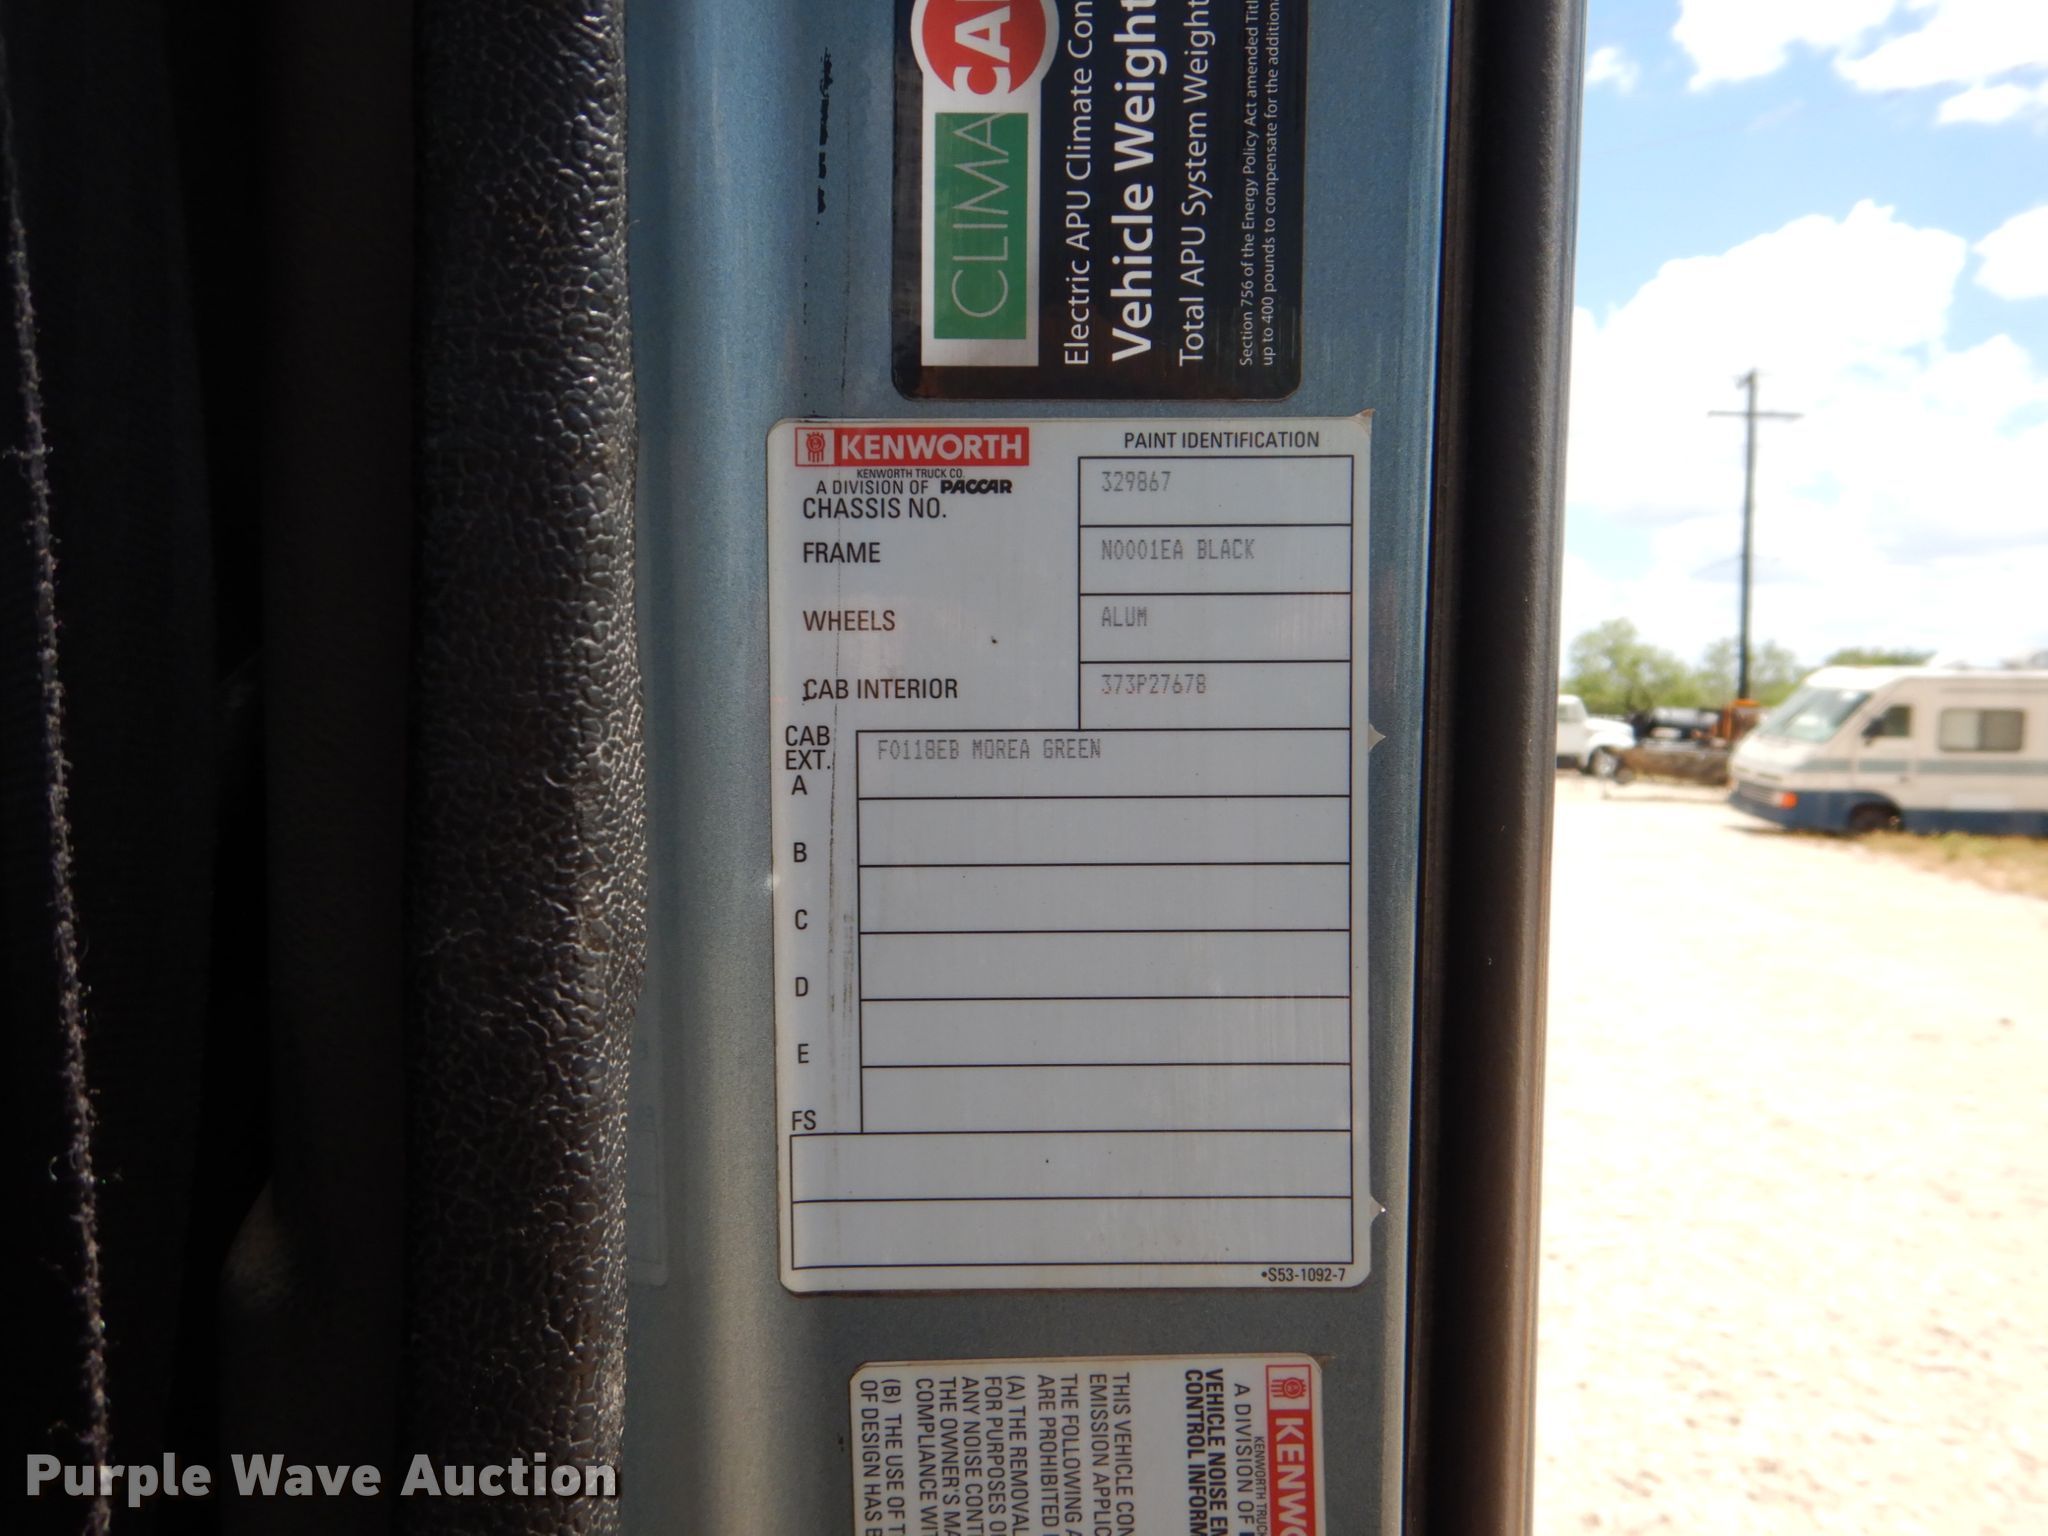 CLIMA CA
Electric APU Climate Con
Vehicle Weight
Total APU System Weight
Section 756 of the Energy Policy Act amended Titl
up to 400 pounds to compensate for the additiona
KENWORTH
KENWORTH TRUCK CO.
A DIVISION OF PACCAR
PAINT IDENTIFICATION
CHASSIS NO. 329867
FRAME N0001EA BLACK
WHEELS ALUM
CAB INTERIOR 373P27678
CAB
EXT.
A F0118EB MOREA GREEN
B
C
D
E
FS
•S53-1092-7
KENWO
KENWORTH TRUCK
A DIVISION OF
VEHICLE NOISE EM
CONTROL INFORM
THIS VEHICLE CON
EMISSION APPLIC
THE FOLLOWING A
ARE PROHIBITED
(A) THE REMOVAL
FOR PURPOSES O
ANY NOISE CONT
THE OWNER'S MA
COMPLIANCE WIT
(B) THE USE OF T
OF DESIGN HAS B
Purple Wave Auction